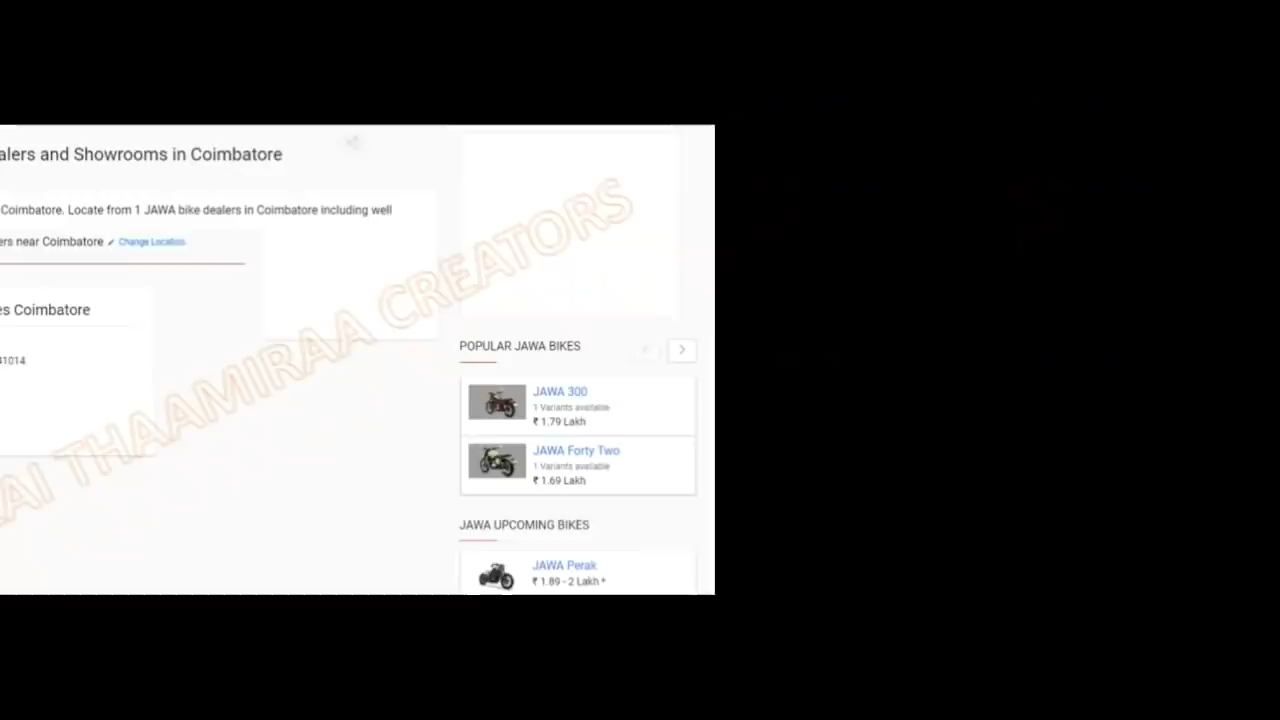 alers and Showrooms in Coimbatore
Coimbatore. Locate from 1 JAWA bike dealers in Coimbatore including well
ers near Coimbatore Change Location
es Coimbatore
41014
AI THAAMIRAA CREATORS
POPULAR JAWA BIKES
JAWA 300
1 Variants available
₹ 1.79 Lakh
JAWA Forty Two
1 Variants available
₹ 1.69 Lakh
JAWA UPCOMING BIKES
JAWA Perak
₹ 1.89 - 2 Lakh *